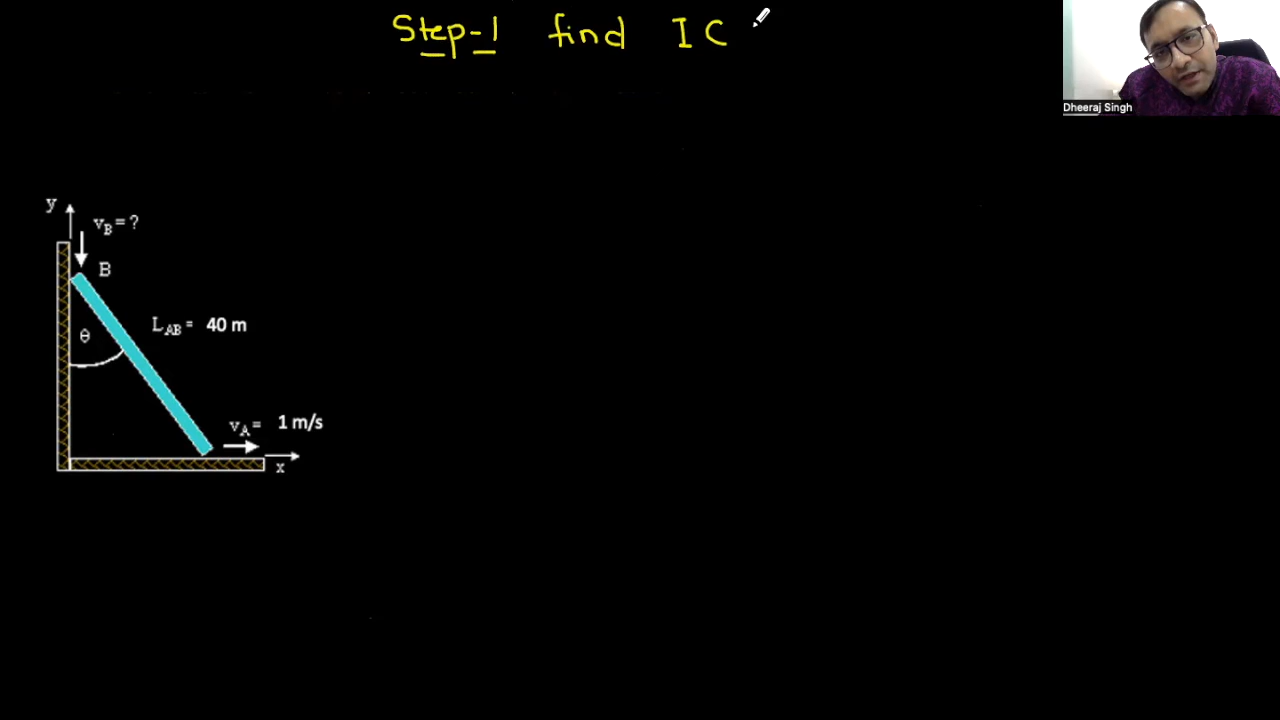 Step-1 find IC
Dheeraj Singh
y
vB = ?
B
θ
LAB = 40 m
vA = 1 m/s
x